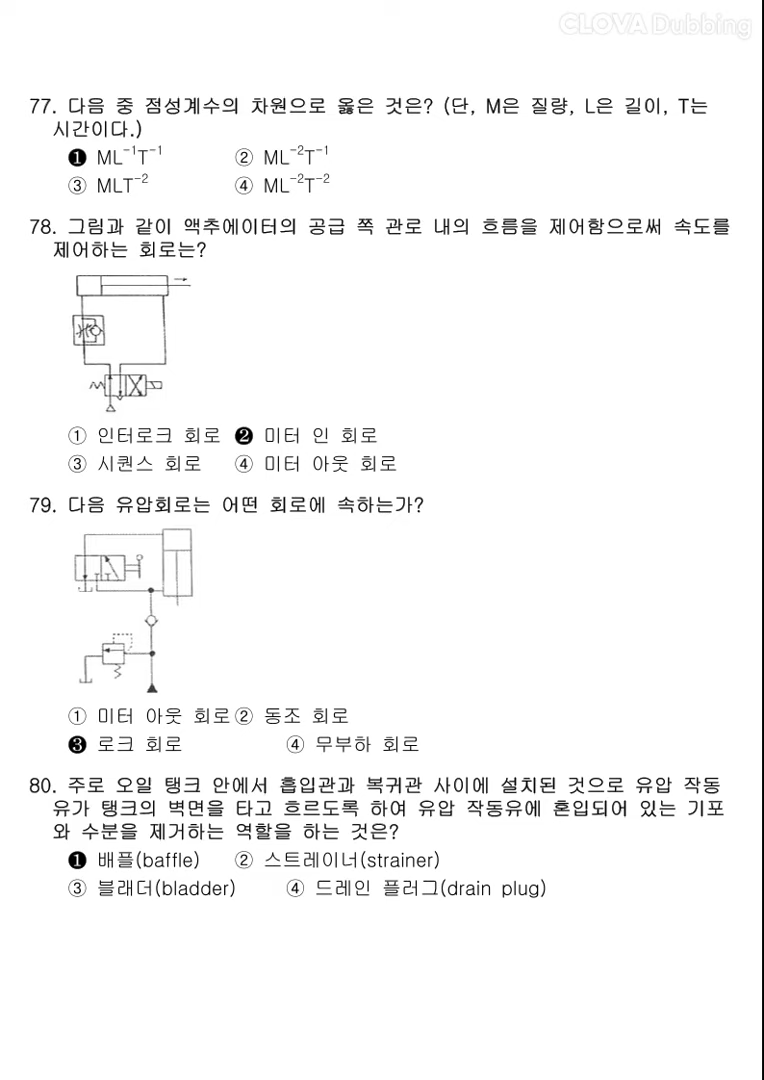 CLOVA Dubbing
77. 다음 중 점성계수의 차원으로 옳은 것은? (단, M은 질량, L은 길이, T는
시간이다.)
❶ ML⁻¹T⁻¹ ② ML⁻²T⁻¹
③ MLT⁻² ④ ML⁻²T⁻²
78. 그림과 같이 액추에이터의 공급 쪽 관로 내의 흐름을 제어함으로써 속도를
제어하는 회로는?
① 인터로크 회로 ❷ 미터 인 회로
③ 시퀀스 회로 ④ 미터 아웃 회로
79. 다음 유압회로는 어떤 회로에 속하는가?
① 미터 아웃 회로② 동조 회로
❸ 로크 회로 ④ 무부하 회로
80. 주로 오일 탱크 안에서 흡입관과 복귀관 사이에 설치된 것으로 유압 작동
유가 탱크의 벽면을 타고 흐르도록 하여 유압 작동유에 혼입되어 있는 기포
와 수분을 제거하는 역할을 하는 것은?
❶ 배플(baffle) ② 스트레이너(strainer)
③ 블래더(bladder) ④ 드레인 플러그(drain plug)